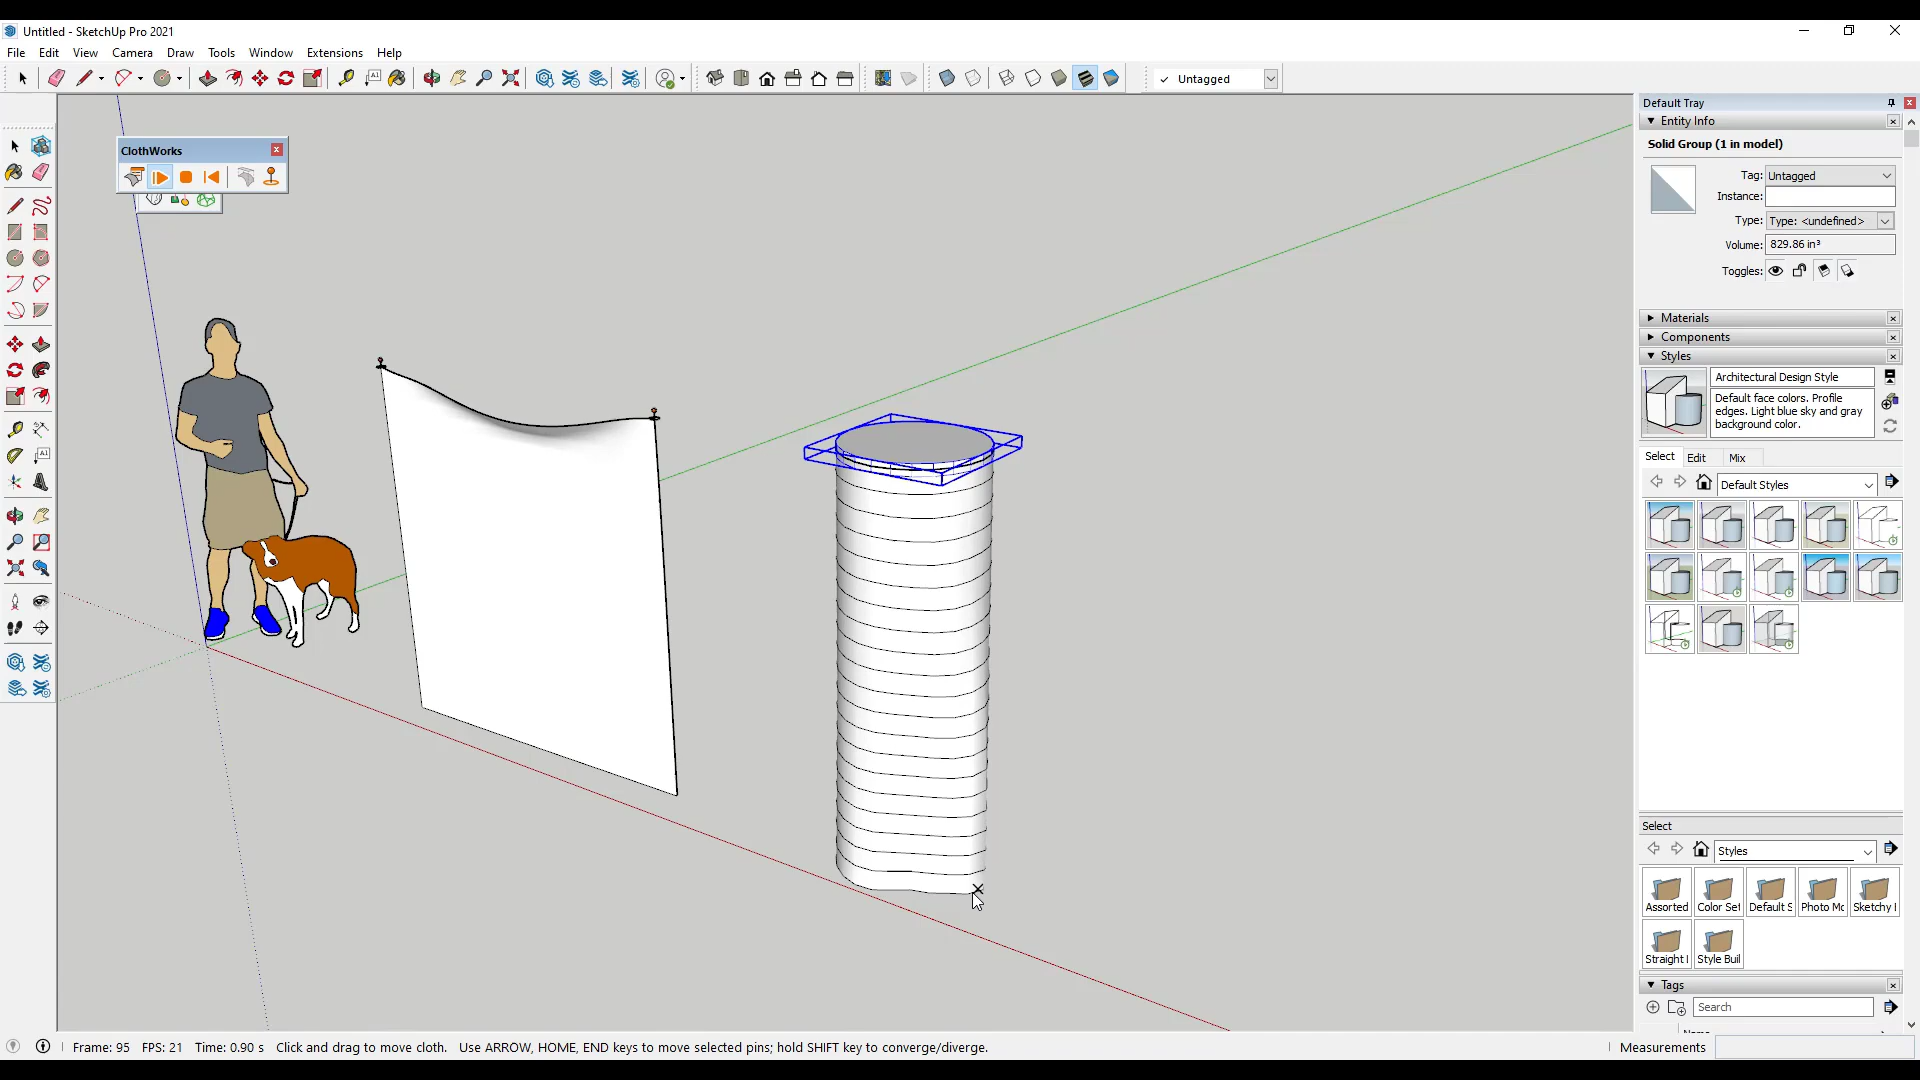 Untitled - SketchUp Pro 2021
File Edit View Camera Draw Tools Window Extensions Help
A1
✓ Untagged
Default Tray
Entity Info
Solid Group (1 in model)
Tag: Untagged
Instance:
Type: Type: <undefined>
Volume: 829.86 in³
Toggles:
Materials
Components
Styles
Architectural Design Style
Default face colors. Profile
edges. Light blue sky and gray
background color.
Select Edit Mix
Default Styles
Select
Styles
Assorted Color Set Default S Photo Mo Sketchy I
Straight I Style Buil
Tags
Search
ClothWorks
A1
Frame: 95 FPS: 21 Time: 0.90 s Click and drag to move cloth. Use ARROW, HOME, END keys to move selected pins; hold SHIFT key to converge/diverge.
Measurements